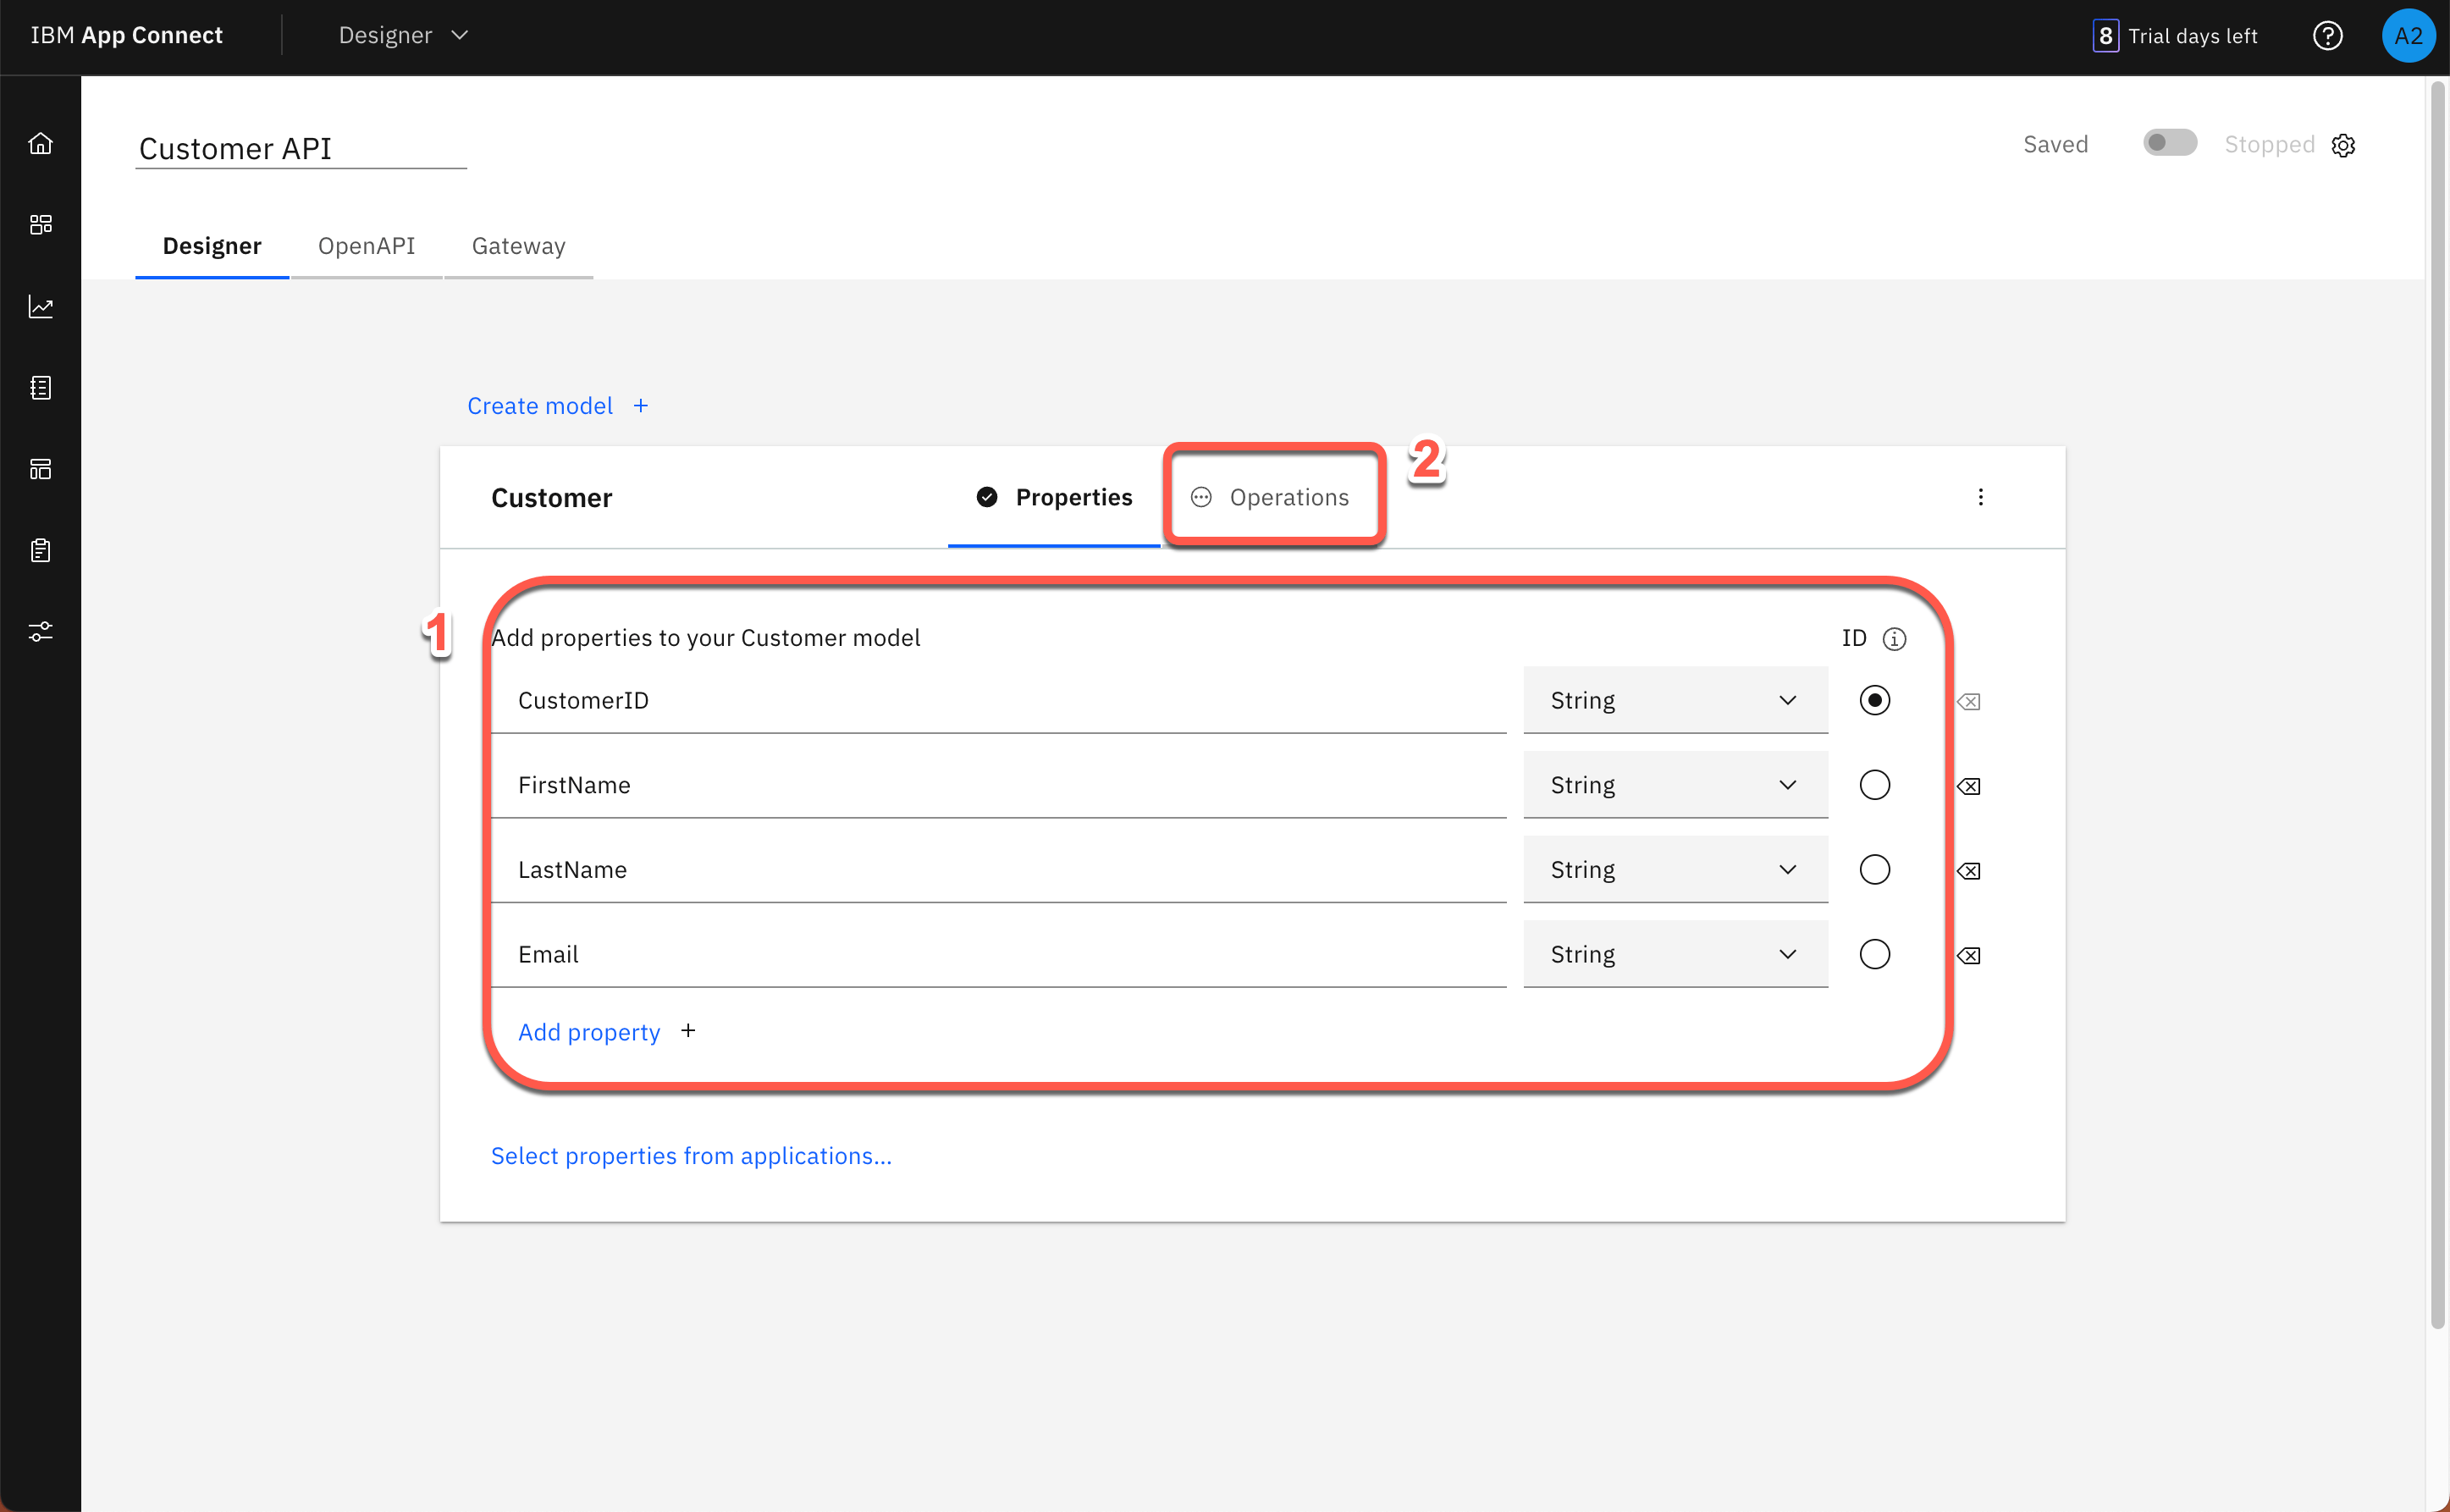 IBM App Connect Designer 8 Trial days left A2
Customer API Saved Stopped
Designer OpenAPI Gateway
Create model +
2
Customer Properties Operations
1
Add properties to your Customer model ID
CustomerID String
FirstName String
LastName String
Email String
Add property +
Select properties from applications...